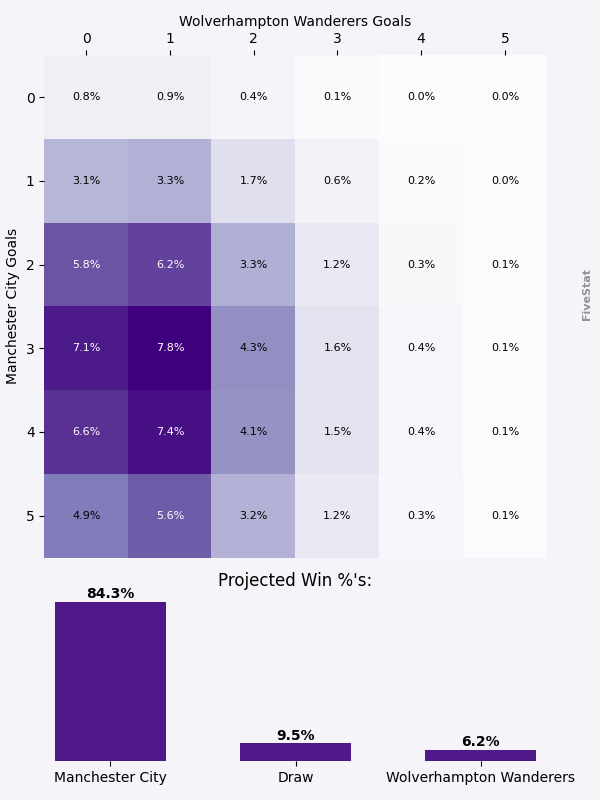 Wolverhampton Wanderers Goals
0 1 2 3 4 5
Manchester City Goals
0 0.8% 0.9% 0.4% 0.1% 0.0% 0.0%
1 3.1% 3.3% 1.7% 0.6% 0.2% 0.0%
2 5.8% 6.2% 3.3% 1.2% 0.3% 0.1%
3 7.1% 7.8% 4.3% 1.6% 0.4% 0.1%
4 6.6% 7.4% 4.1% 1.5% 0.4% 0.1%
5 4.9% 5.6% 3.2% 1.2% 0.3% 0.1%
FiveStat
Projected Win %'s:
84.3% 9.5% 6.2%
Manchester City Draw Wolverhampton Wanderers